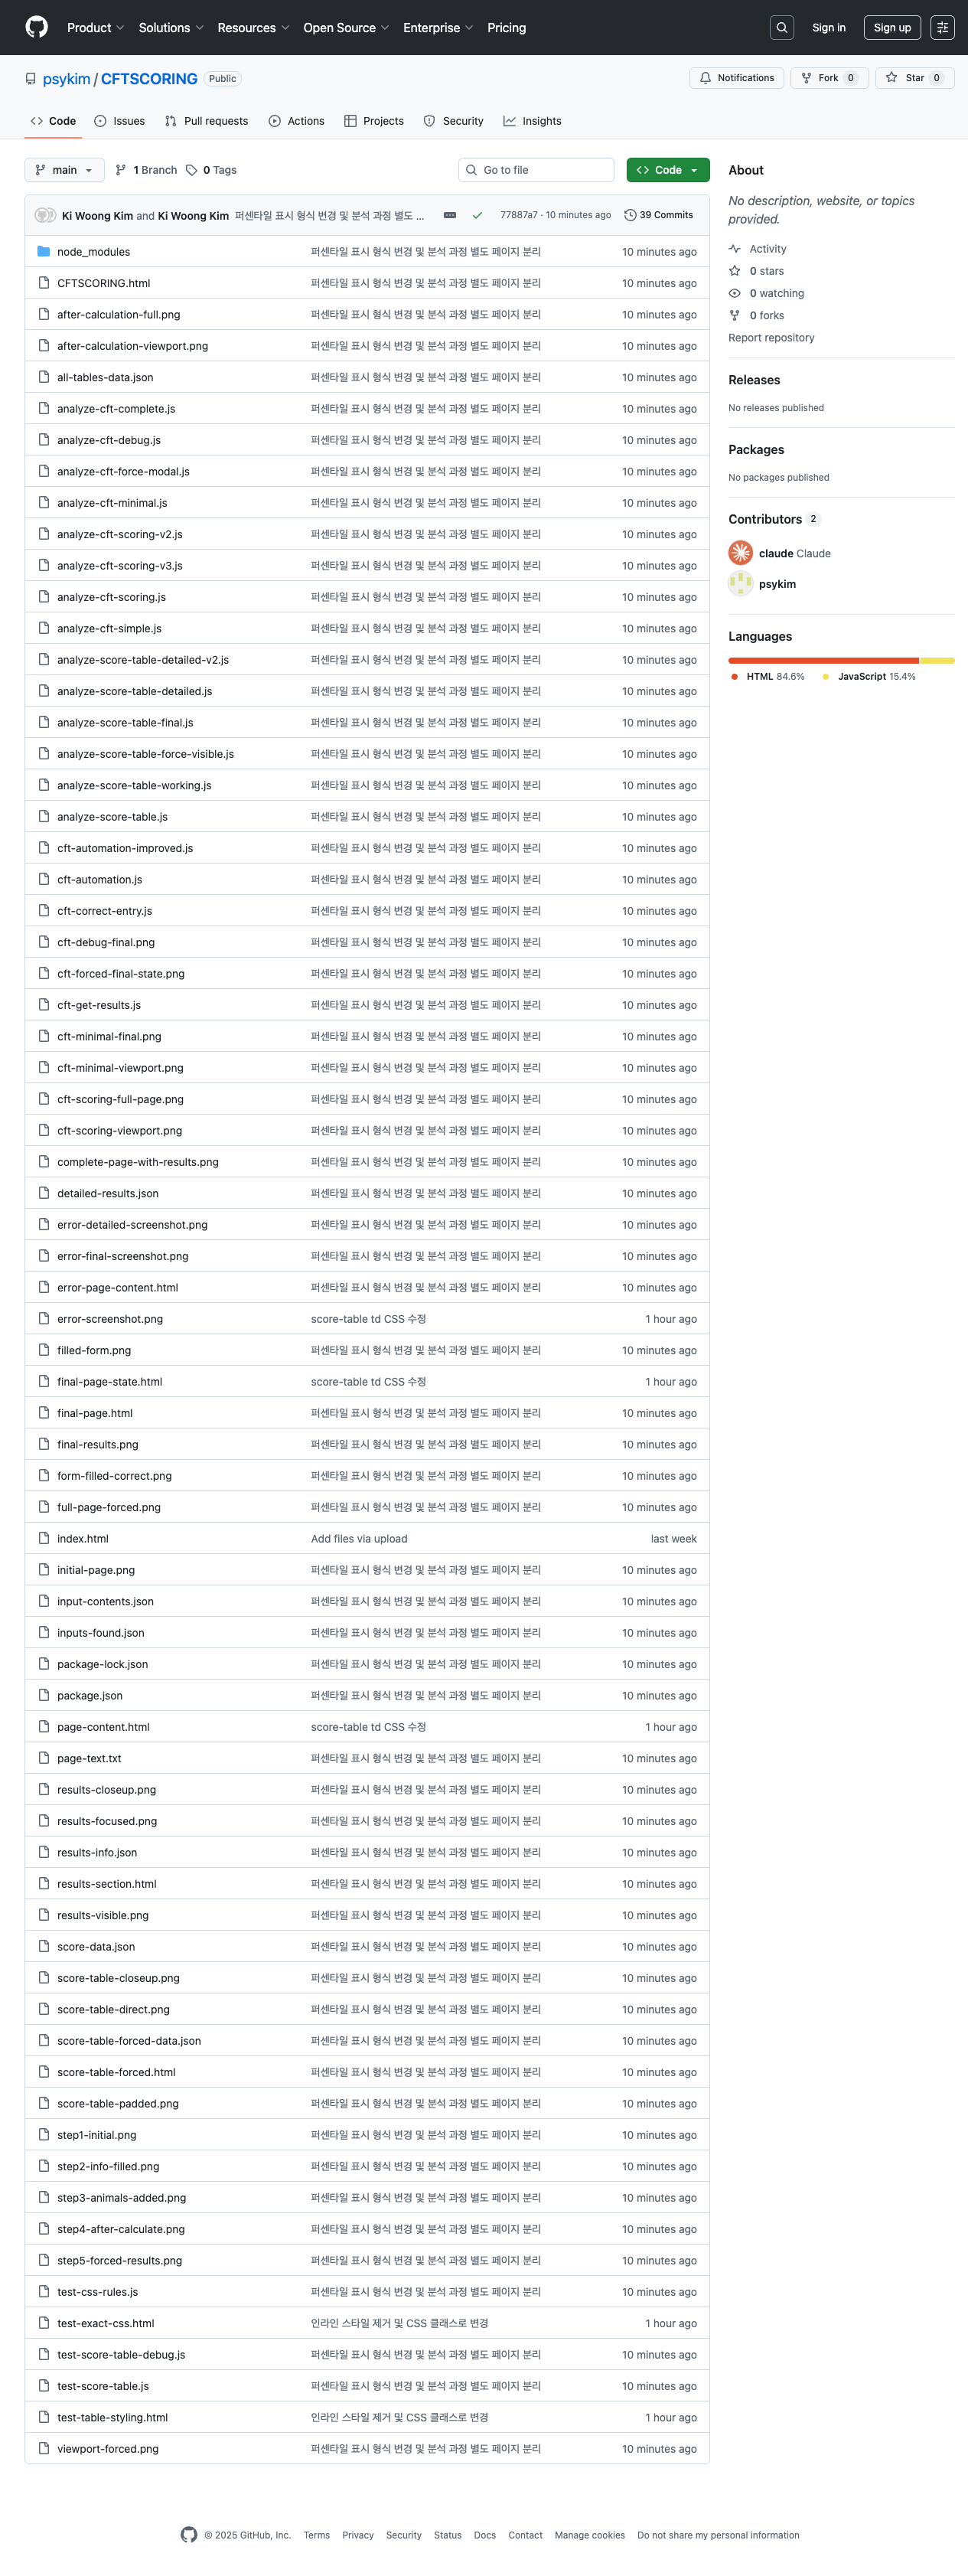 Product Solutions Resources Open Source Enterprise Pricing Sign in Sign up
psykim / CFTSCORING Public Notifications Fork 0 Star 0
Code Issues Pull requests Actions Projects Security Insights
main 1 Branch 0 Tags Go to file Code
Ki Woong Kim and Ki Woong Kim 퍼센타일 표시 형식 변경 및 분석 과정 별도 ... 77887a7 · 10 minutes ago 39 Commits
node_modules 퍼센타일 표시 형식 변경 및 분석 과정 별도 페이지 분리 10 minutes ago
CFTSCORING.html 퍼센타일 표시 형식 변경 및 분석 과정 별도 페이지 분리 10 minutes ago
after-calculation-full.png 퍼센타일 표시 형식 변경 및 분석 과정 별도 페이지 분리 10 minutes ago
after-calculation-viewport.png 퍼센타일 표시 형식 변경 및 분석 과정 별도 페이지 분리 10 minutes ago
all-tables-data.json 퍼센타일 표시 형식 변경 및 분석 과정 별도 페이지 분리 10 minutes ago
analyze-cft-complete.js 퍼센타일 표시 형식 변경 및 분석 과정 별도 페이지 분리 10 minutes ago
analyze-cft-debug.js 퍼센타일 표시 형식 변경 및 분석 과정 별도 페이지 분리 10 minutes ago
analyze-cft-force-modal.js 퍼센타일 표시 형식 변경 및 분석 과정 별도 페이지 분리 10 minutes ago
analyze-cft-minimal.js 퍼센타일 표시 형식 변경 및 분석 과정 별도 페이지 분리 10 minutes ago
analyze-cft-scoring-v2.js 퍼센타일 표시 형식 변경 및 분석 과정 별도 페이지 분리 10 minutes ago
analyze-cft-scoring-v3.js 퍼센타일 표시 형식 변경 및 분석 과정 별도 페이지 분리 10 minutes ago
analyze-cft-scoring.js 퍼센타일 표시 형식 변경 및 분석 과정 별도 페이지 분리 10 minutes ago
analyze-cft-simple.js 퍼센타일 표시 형식 변경 및 분석 과정 별도 페이지 분리 10 minutes ago
analyze-score-table-detailed-v2.js 퍼센타일 표시 형식 변경 및 분석 과정 별도 페이지 분리 10 minutes ago
analyze-score-table-detailed.js 퍼센타일 표시 형식 변경 및 분석 과정 별도 페이지 분리 10 minutes ago
analyze-score-table-final.js 퍼센타일 표시 형식 변경 및 분석 과정 별도 페이지 분리 10 minutes ago
analyze-score-table-force-visible.js 퍼센타일 표시 형식 변경 및 분석 과정 별도 페이지 분리 10 minutes ago
analyze-score-table-working.js 퍼센타일 표시 형식 변경 및 분석 과정 별도 페이지 분리 10 minutes ago
analyze-score-table.js 퍼센타일 표시 형식 변경 및 분석 과정 별도 페이지 분리 10 minutes ago
cft-automation-improved.js 퍼센타일 표시 형식 변경 및 분석 과정 별도 페이지 분리 10 minutes ago
cft-automation.js 퍼센타일 표시 형식 변경 및 분석 과정 별도 페이지 분리 10 minutes ago
cft-correct-entry.js 퍼센타일 표시 형식 변경 및 분석 과정 별도 페이지 분리 10 minutes ago
cft-debug-final.png 퍼센타일 표시 형식 변경 및 분석 과정 별도 페이지 분리 10 minutes ago
cft-forced-final-state.png 퍼센타일 표시 형식 변경 및 분석 과정 별도 페이지 분리 10 minutes ago
cft-get-results.js 퍼센타일 표시 형식 변경 및 분석 과정 별도 페이지 분리 10 minutes ago
cft-minimal-final.png 퍼센타일 표시 형식 변경 및 분석 과정 별도 페이지 분리 10 minutes ago
cft-minimal-viewport.png 퍼센타일 표시 형식 변경 및 분석 과정 별도 페이지 분리 10 minutes ago
cft-scoring-full-page.png 퍼센타일 표시 형식 변경 및 분석 과정 별도 페이지 분리 10 minutes ago
cft-scoring-viewport.png 퍼센타일 표시 형식 변경 및 분석 과정 별도 페이지 분리 10 minutes ago
complete-page-with-results.png 퍼센타일 표시 형식 변경 및 분석 과정 별도 페이지 분리 10 minutes ago
detailed-results.json 퍼센타일 표시 형식 변경 및 분석 과정 별도 페이지 분리 10 minutes ago
error-detailed-screenshot.png 퍼센타일 표시 형식 변경 및 분석 과정 별도 페이지 분리 10 minutes ago
error-final-screenshot.png 퍼센타일 표시 형식 변경 및 분석 과정 별도 페이지 분리 10 minutes ago
error-page-content.html 퍼센타일 표시 형식 변경 및 분석 과정 별도 페이지 분리 10 minutes ago
error-screenshot.png score-table td CSS 수정 1 hour ago
filled-form.png 퍼센타일 표시 형식 변경 및 분석 과정 별도 페이지 분리 10 minutes ago
final-page-state.html score-table td CSS 수정 1 hour ago
final-page.html 퍼센타일 표시 형식 변경 및 분석 과정 별도 페이지 분리 10 minutes ago
final-results.png 퍼센타일 표시 형식 변경 및 분석 과정 별도 페이지 분리 10 minutes ago
form-filled-correct.png 퍼센타일 표시 형식 변경 및 분석 과정 별도 페이지 분리 10 minutes ago
full-page-forced.png 퍼센타일 표시 형식 변경 및 분석 과정 별도 페이지 분리 10 minutes ago
index.html Add files via upload last week
initial-page.png 퍼센타일 표시 형식 변경 및 분석 과정 별도 페이지 분리 10 minutes ago
input-contents.json 퍼센타일 표시 형식 변경 및 분석 과정 별도 페이지 분리 10 minutes ago
inputs-found.json 퍼센타일 표시 형식 변경 및 분석 과정 별도 페이지 분리 10 minutes ago
package-lock.json 퍼센타일 표시 형식 변경 및 분석 과정 별도 페이지 분리 10 minutes ago
package.json 퍼센타일 표시 형식 변경 및 분석 과정 별도 페이지 분리 10 minutes ago
page-content.html score-table td CSS 수정 1 hour ago
page-text.txt 퍼센타일 표시 형식 변경 및 분석 과정 별도 페이지 분리 10 minutes ago
results-closeup.png 퍼센타일 표시 형식 변경 및 분석 과정 별도 페이지 분리 10 minutes ago
results-focused.png 퍼센타일 표시 형식 변경 및 분석 과정 별도 페이지 분리 10 minutes ago
results-info.json 퍼센타일 표시 형식 변경 및 분석 과정 별도 페이지 분리 10 minutes ago
results-section.html 퍼센타일 표시 형식 변경 및 분석 과정 별도 페이지 분리 10 minutes ago
results-visible.png 퍼센타일 표시 형식 변경 및 분석 과정 별도 페이지 분리 10 minutes ago
score-data.json 퍼센타일 표시 형식 변경 및 분석 과정 별도 페이지 분리 10 minutes ago
score-table-closeup.png 퍼센타일 표시 형식 변경 및 분석 과정 별도 페이지 분리 10 minutes ago
score-table-direct.png 퍼센타일 표시 형식 변경 및 분석 과정 별도 페이지 분리 10 minutes ago
score-table-forced-data.json 퍼센타일 표시 형식 변경 및 분석 과정 별도 페이지 분리 10 minutes ago
score-table-forced.html 퍼센타일 표시 형식 변경 및 분석 과정 별도 페이지 분리 10 minutes ago
score-table-padded.png 퍼센타일 표시 형식 변경 및 분석 과정 별도 페이지 분리 10 minutes ago
step1-initial.png 퍼센타일 표시 형식 변경 및 분석 과정 별도 페이지 분리 10 minutes ago
step2-info-filled.png 퍼센타일 표시 형식 변경 및 분석 과정 별도 페이지 분리 10 minutes ago
step3-animals-added.png 퍼센타일 표시 형식 변경 및 분석 과정 별도 페이지 분리 10 minutes ago
step4-after-calculate.png 퍼센타일 표시 형식 변경 및 분석 과정 별도 페이지 분리 10 minutes ago
step5-forced-results.png 퍼센타일 표시 형식 변경 및 분석 과정 별도 페이지 분리 10 minutes ago
test-css-rules.js 퍼센타일 표시 형식 변경 및 분석 과정 별도 페이지 분리 10 minutes ago
test-exact-css.html 인라인 스타일 제거 및 CSS 클래스로 변경 1 hour ago
test-score-table-debug.js 퍼센타일 표시 형식 변경 및 분석 과정 별도 페이지 분리 10 minutes ago
test-score-table.js 퍼센타일 표시 형식 변경 및 분석 과정 별도 페이지 분리 10 minutes ago
test-table-styling.html 인라인 스타일 제거 및 CSS 클래스로 변경 1 hour ago
viewport-forced.png 퍼센타일 표시 형식 변경 및 분석 과정 별도 페이지 분리 10 minutes ago
About
No description, website, or topics
provided.
Activity
0 stars
0 watching
0 forks
Report repository
Releases
No releases published
Packages
No packages published
Contributors 2
claude Claude
psykim
Languages
HTML 84.6% JavaScript 15.4%
© 2025 GitHub, Inc. Terms Privacy Security Status Docs Contact Manage cookies Do not share my personal information